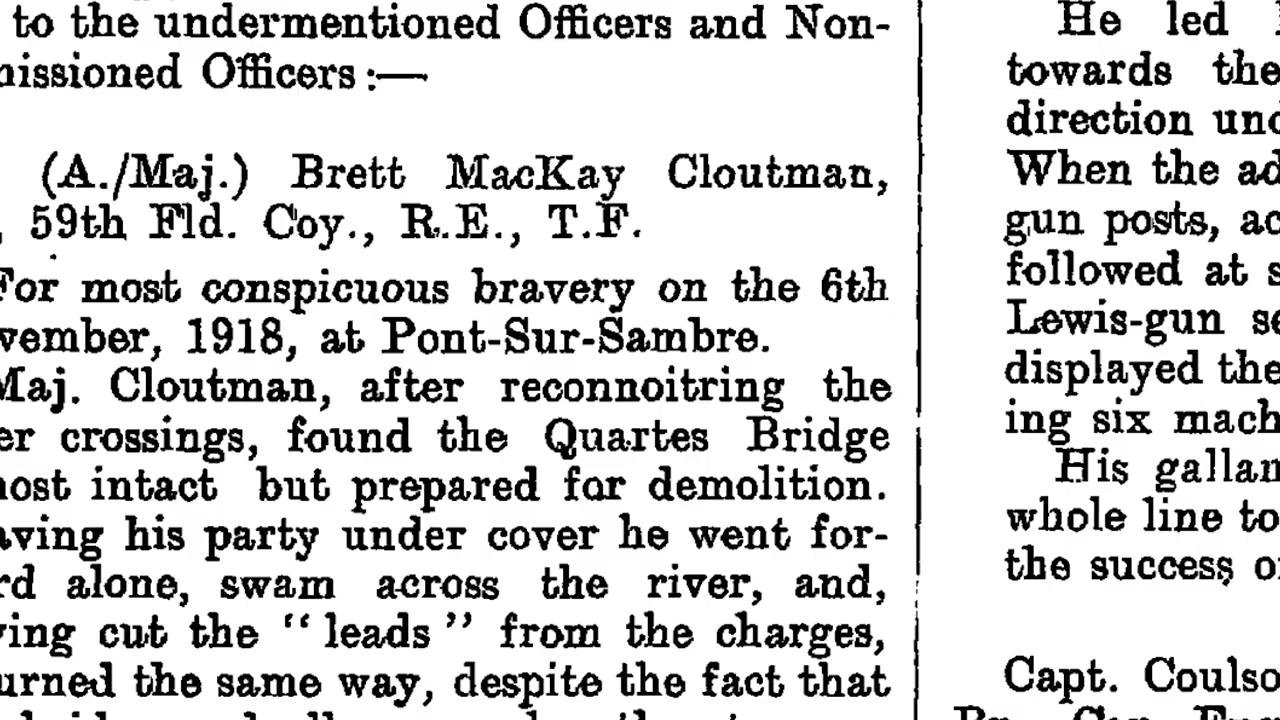 to the undermentioned Officers and Non-
missioned Officers :—
(A./Maj.) Brett MacKay Cloutman,
59th Fld. Coy., R.E., T.F.
For most conspicuous bravery on the 6th
vember, 1918, at Pont-Sur-Sambre.
Maj. Cloutman, after reconnoitring the
er crossings, found the Quartes Bridge
most intact but prepared for demolition.
aving his party under cover he went for-
rd alone, swam across the river, and,
ving cut the " leads " from the charges,
urned the same way, despite the fact that
He led
towards the
direction und
When the ad
gun posts, ac
followed at s
Lewis-gun se
displayed the
ing six mach
His gallan
whole line to
the success o
Capt. Coulso